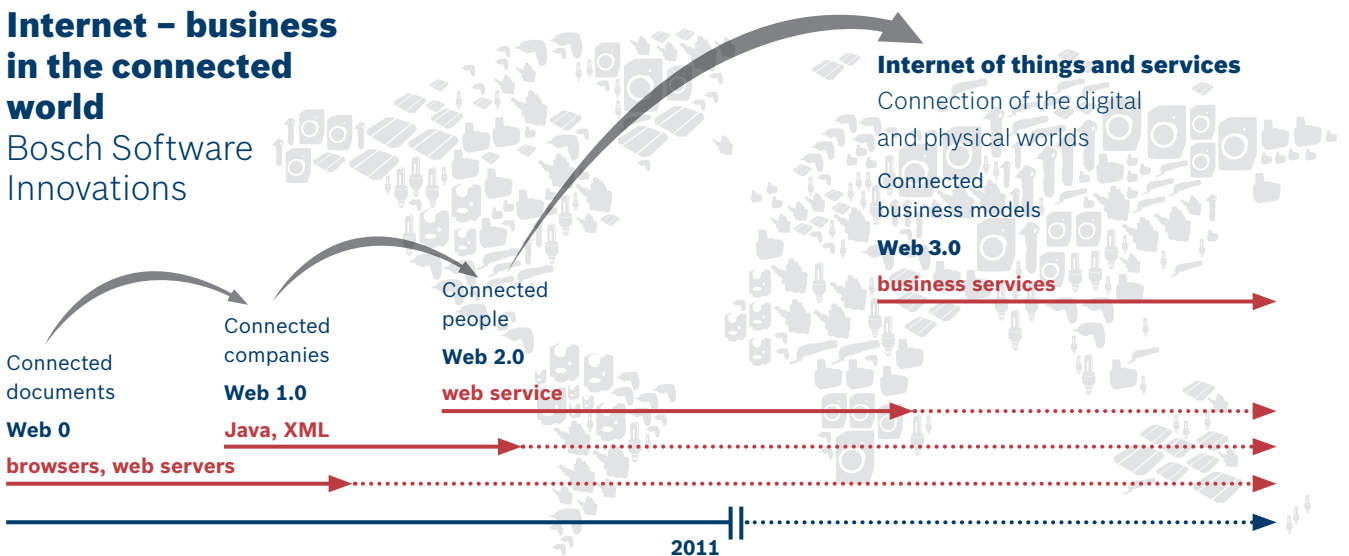 Internet – business
in the connected
world
Bosch Software
Innovations
Connected
documents
Web 0
browsers, web servers
Connected
companies
Web 1.0
Java, XML
Connected
people
Web 2.0
web service
Internet of things and services
Connection of the digital
and physical worlds
Connected
business models
Web 3.0
business services
2011